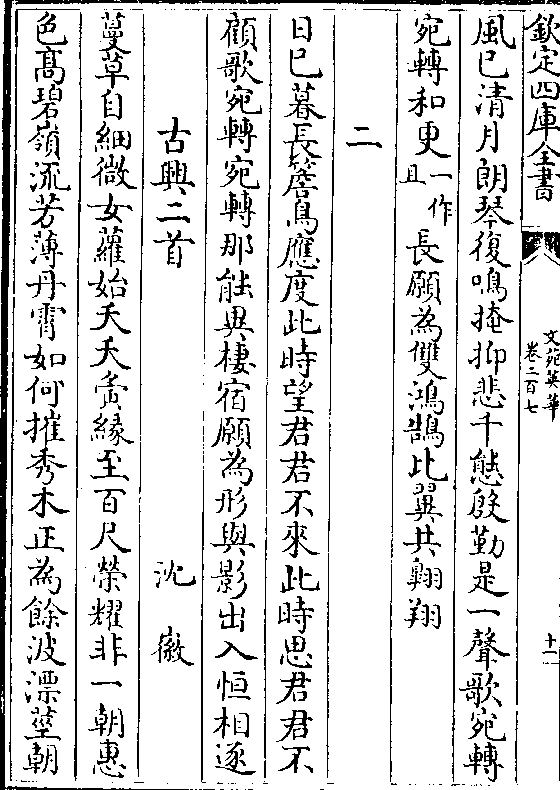 欽定四庫全書
文苑英華
卷二百七
十一
風已清月朗琴復鳴掩抑悲千態殷勤是一聲歌宛轉
宛轉和更一作且長願為雙鴻鵠比翼共翺翔
二
日已暮長簷鳥應度此時望君君不來此時思君君不
顧歌宛轉宛轉那能異棲宿願為形與影出入恒相逐
古興二首
沈徽
蔓草自細微女蘿始夭夭夤緣至百尺榮耀非一朝惠
色高碧嶺流芳薄丹霄如何摧秀木正為餘波漂莖朝